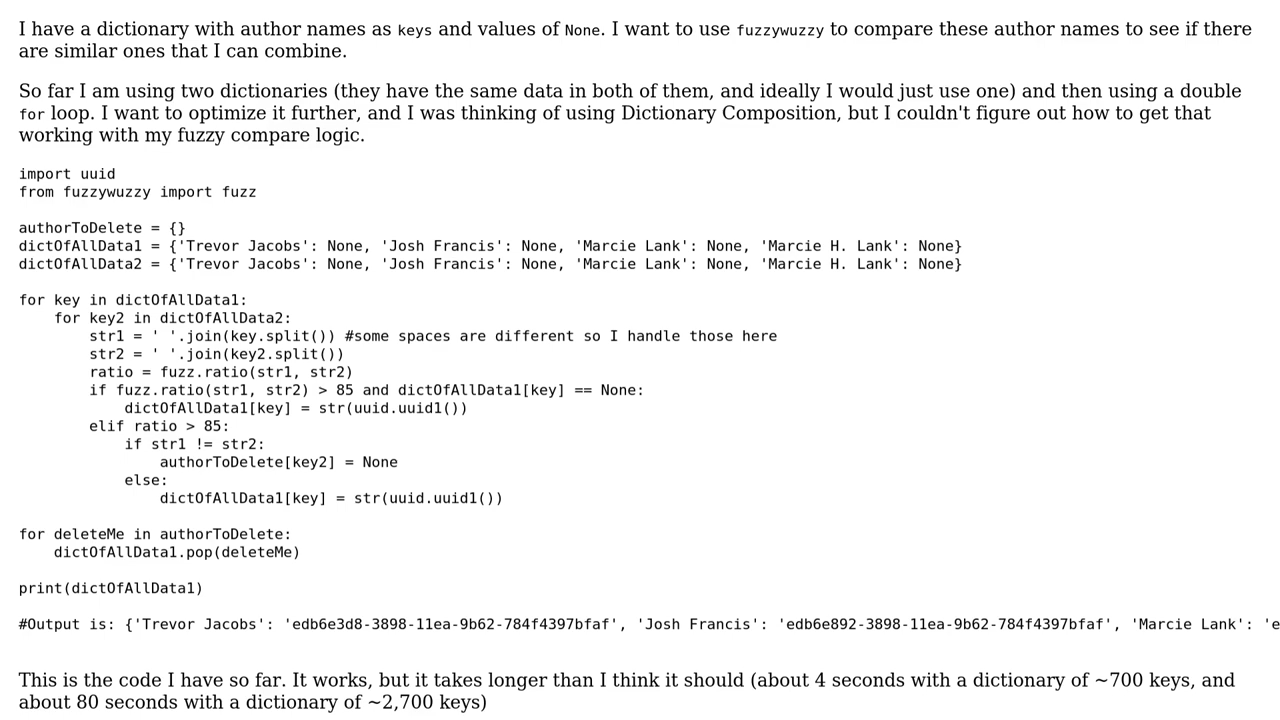 I have a dictionary with author names as keys and values of None. I want to use fuzzywuzzy to compare these author names to see if there
are similar ones that I can combine.
So far I am using two dictionaries (they have the same data in both of them, and ideally I would just use one) and then using a double
for loop. I want to optimize it further, and I was thinking of using Dictionary Composition, but I couldn't figure out how to get that
working with my fuzzy compare logic.
import uuid
from fuzzywuzzy import fuzz
authorToDelete = {}
dictOfAllData1 = {'Trevor Jacobs': None, 'Josh Francis': None, 'Marcie Lank': None, 'Marcie H. Lank': None}
dictOfAllData2 = {'Trevor Jacobs': None, 'Josh Francis': None, 'Marcie Lank': None, 'Marcie H. Lank': None}
for key in dictOfAllData1:
    for key2 in dictOfAllData2:
        str1 = ' '.join(key.split()) #some spaces are different so I handle those here
        str2 = ' '.join(key2.split())
        ratio = fuzz.ratio(str1, str2)
        if fuzz.ratio(str1, str2) > 85 and dictOfAllData1[key] == None:
            dictOfAllData1[key] = str(uuid.uuid1())
        elif ratio > 85:
            if str1 != str2:
                authorToDelete[key2] = None
            else:
                dictOfAllData1[key] = str(uuid.uuid1())
for deleteMe in authorToDelete:
    dictOfAllData1.pop(deleteMe)
print(dictOfAllData1)
#Output is: {'Trevor Jacobs': 'edb6e3d8-3898-11ea-9b62-784f4397bfaf', 'Josh Francis': 'edb6e892-3898-11ea-9b62-784f4397bfaf', 'Marcie Lank': 'e
This is the code I have so far. It works, but it takes longer than I think it should (about 4 seconds with a dictionary of ~700 keys, and
about 80 seconds with a dictionary of ~2,700 keys)